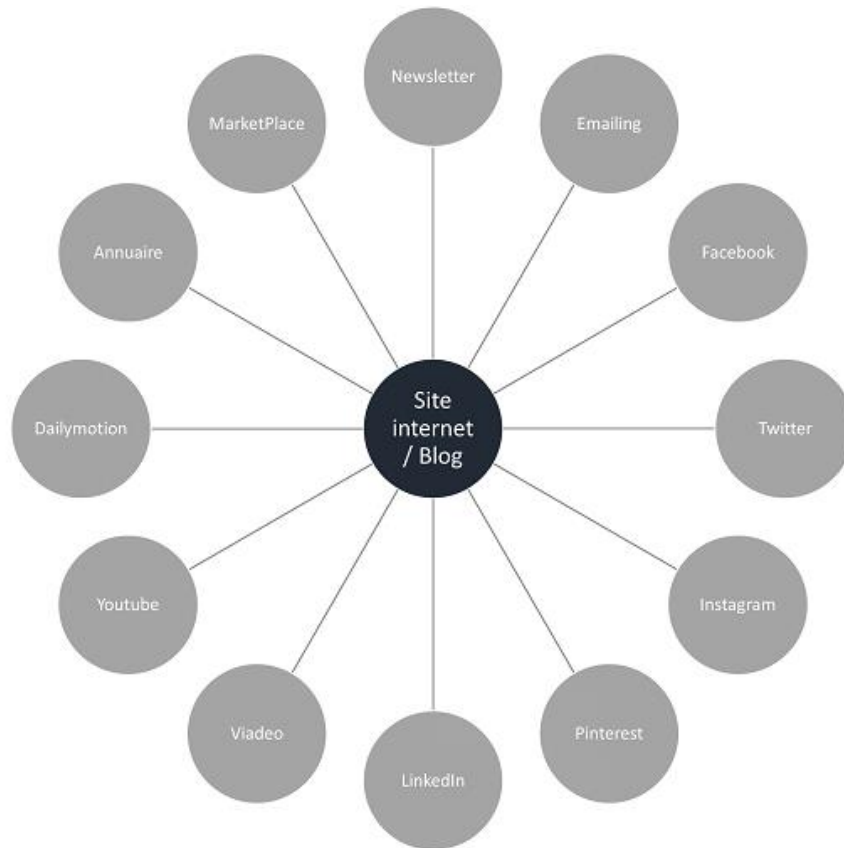 Newsletter
Emailing
Facebook
Twitter
Instagram
Pinterest
LinkedIn
Viadeo
Youtube
Dailymotion
Annuaire
MarketPlace
Site
internet
/ Blog